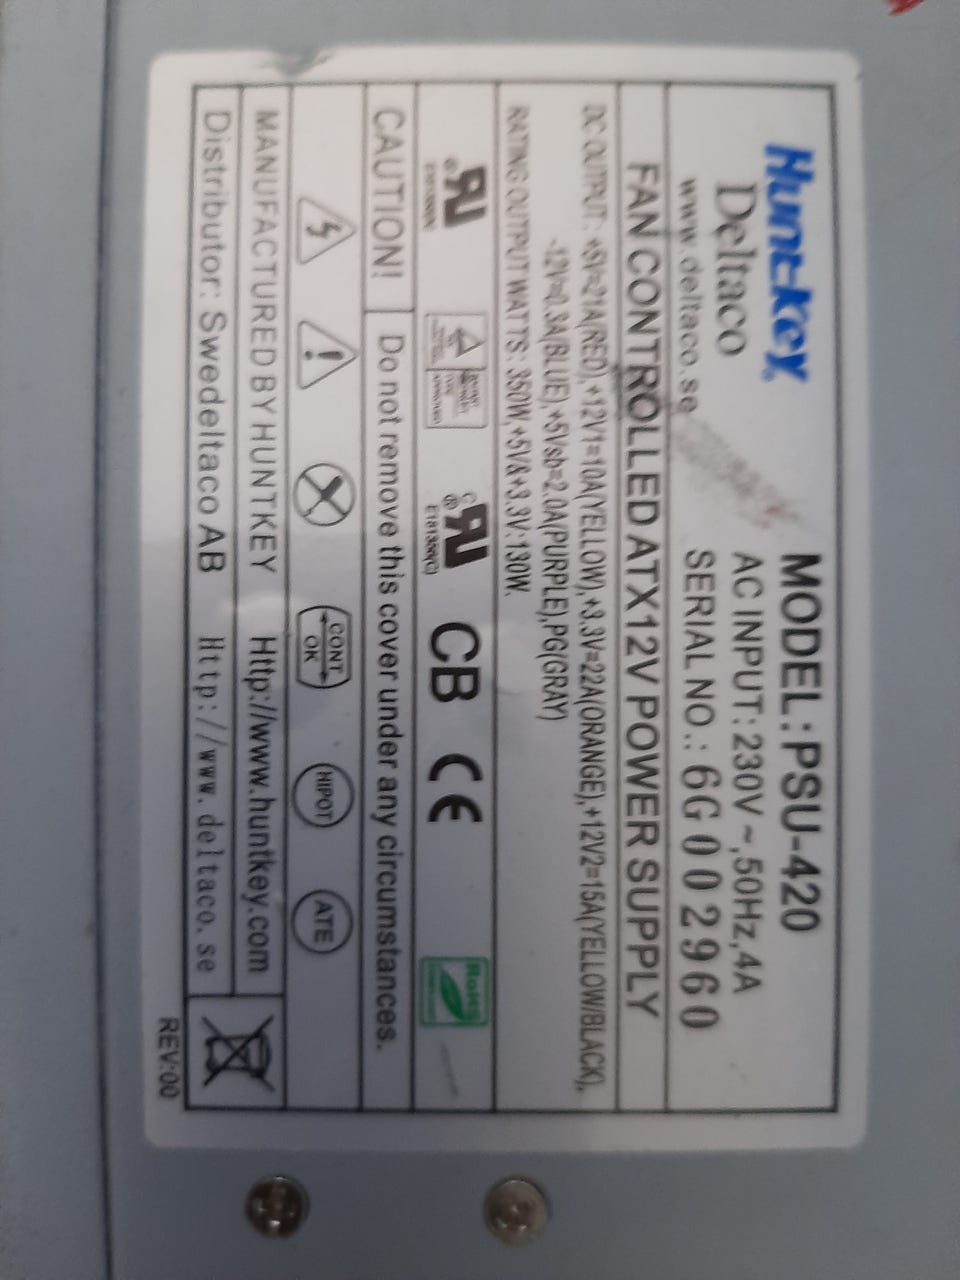 Huntkey
Deltaco
www.deltaco.se
MODEL: PSU-420
AC INPUT: 230V~,50Hz,4A
SERIAL NO.: 6G002960
FAN CONTROLLED ATX12V POWER SUPPLY
DC OUTPUT: +5V=21A(RED),+12V1=10A(YELLOW),+3.3V=22A(ORANGE),+12V2=15A(YELLOW/BLACK),
-12V=0.3A(BLUE),+5Vsb=2.0A(PURPLE),PG(GRAY)
RATING OUTPUT WATTS: 350W,+5V&+3.3V:130W.
E181356(C)
CB CE
RoHS
CAUTION! Do not remove this cover under any circumstances.
CONT OK
HIPOT
ATE
MANUFACTURED BY HUNTKEY Http://www.huntkey.com
Distributor: Swedeltaco AB Http://www.deltaco.se
REV:00